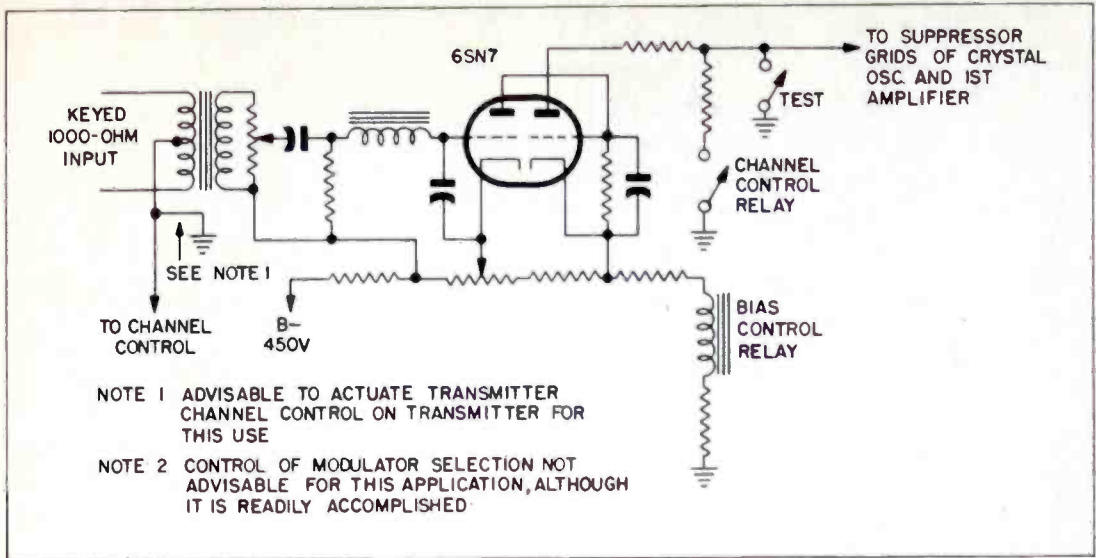 6SN7
TO SUPPRESSOR
GRIDS OF CRYSTAL
OSC. AND 1ST
AMPLIFIER
KEYED
1000-OHM
INPUT
TEST
CHANNEL
CONTROL
RELAY
SEE NOTE 1
TO CHANNEL
CONTROL
B-
450V
BIAS
CONTROL
RELAY
NOTE 1 ADVISABLE TO ACTUATE TRANSMITTER
CHANNEL CONTROL ON TRANSMITTER FOR
THIS USE
NOTE 2 CONTROL OF MODULATOR SELECTION NOT
ADVISABLE FOR THIS APPLICATION, ALTHOUGH
IT IS READILY ACCOMPLISHED